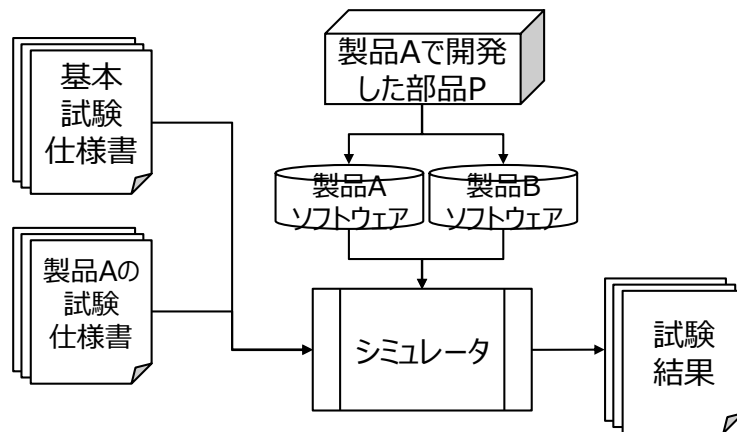 基本
試験
仕様書
製品Aで開発
した部品P
製品A
ソフトウェア
製品B
ソフトウェア
製品Aの
試験
仕様書
シミュレータ
試験
結果